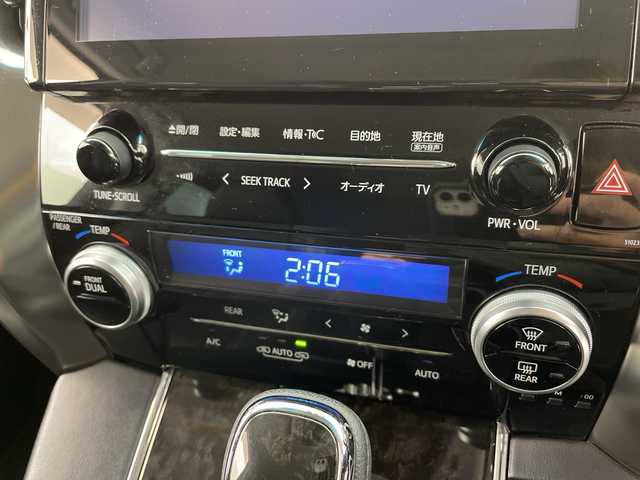 ▲開/閉 設定・編集 情報・T@C 目的地 現在地
案内音声
TUNE・SCROLL < SEEK TRACK > オーディオ TV PWR・VOL
51023
PASSENGER
/REAR
TEMP
FRONT
2:06
TEMP
FRONT
DUAL
REAR < >
FRONT
A/C AUTO OFF AUTO
REAR
M :00